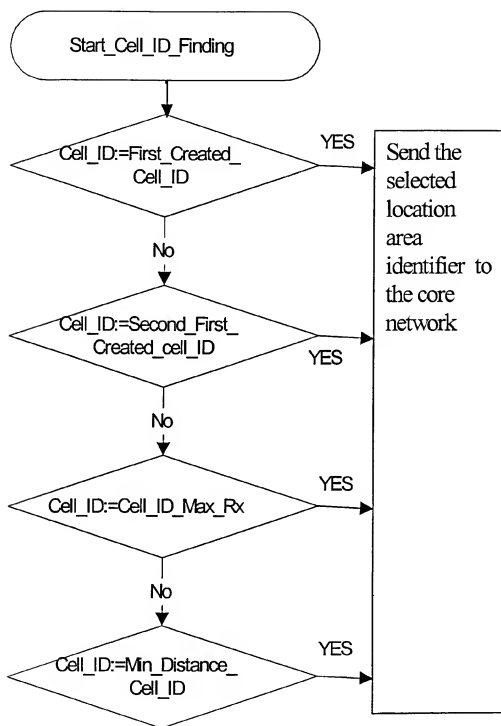 Start_Cell_ID_Finding
Cell_ID:=First_Created_
Cell_ID
YES
No
Send the
selected
location
area
identifier to
the core
network
Cell_ID:=Second_First_
Created_cell_ID
YES
No
Cell_ID:=Cell_ID_Max_Rx
YES
No
Cell_ID:=Min_Distance_
Cell_ID
YES